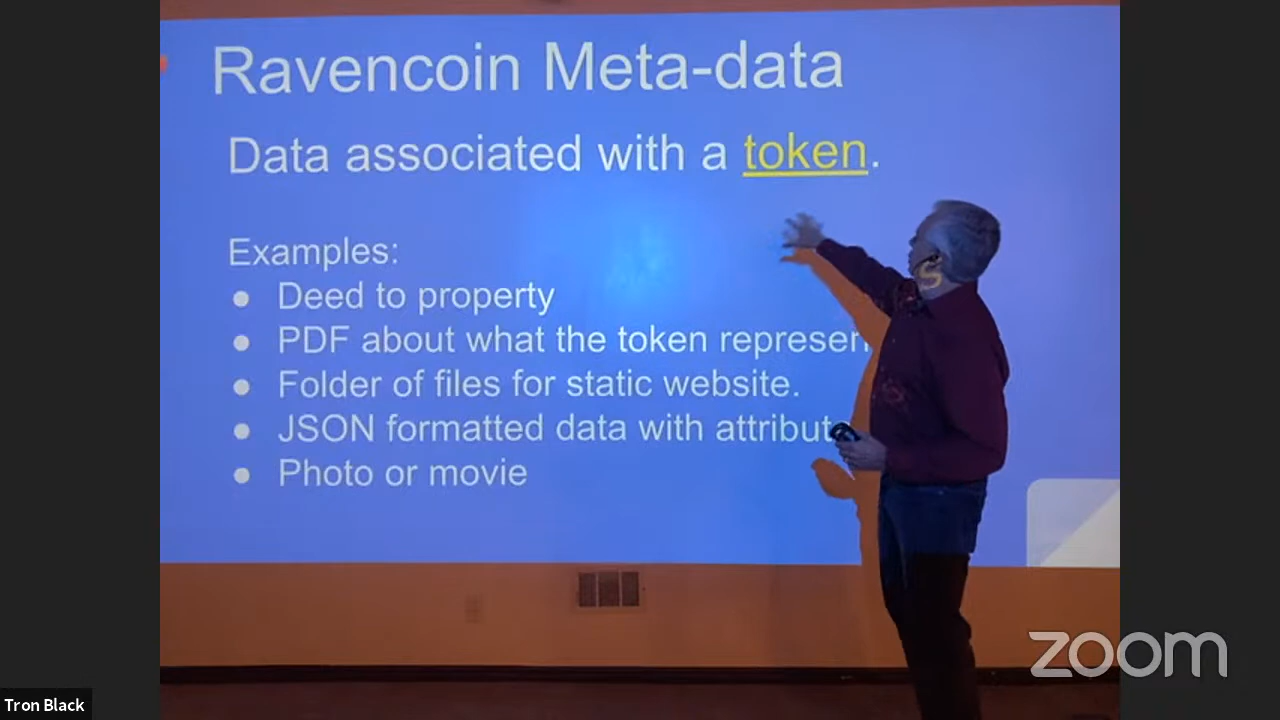 Ravencoin Meta-data
Data associated with a token.
Examples:
● Deed to property
● PDF about what the token represen
● Folder of files for static website.
● JSON formatted data with attribut
● Photo or movie
S
zoom
Tron Black